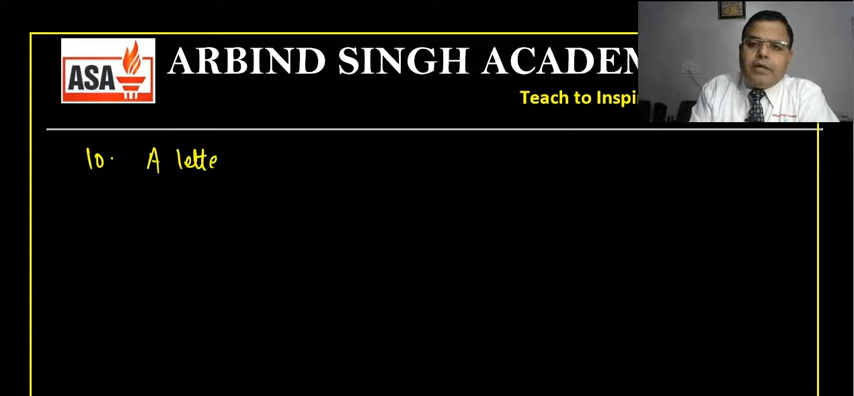 ASA
ARBIND SINGH ACADEM
Teach to Inspi
10. A lette